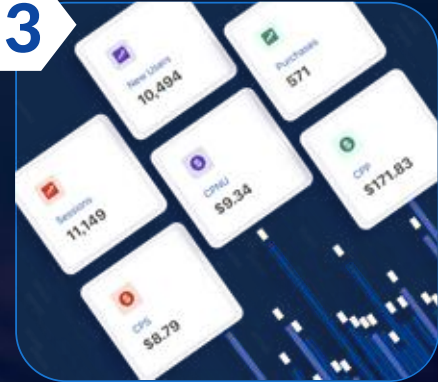 3
New Users
10,494
Purchases
571
Sessions
11,149
CPNU
$9.34
CPP
$171.83
CPS
$8.79